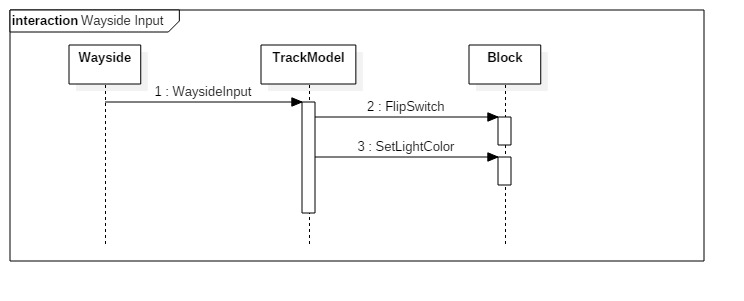 interaction Wayside Input
Wayside
TrackModel
Block
1 : WaysideInput
2 : FlipSwitch
3 : SetLightColor